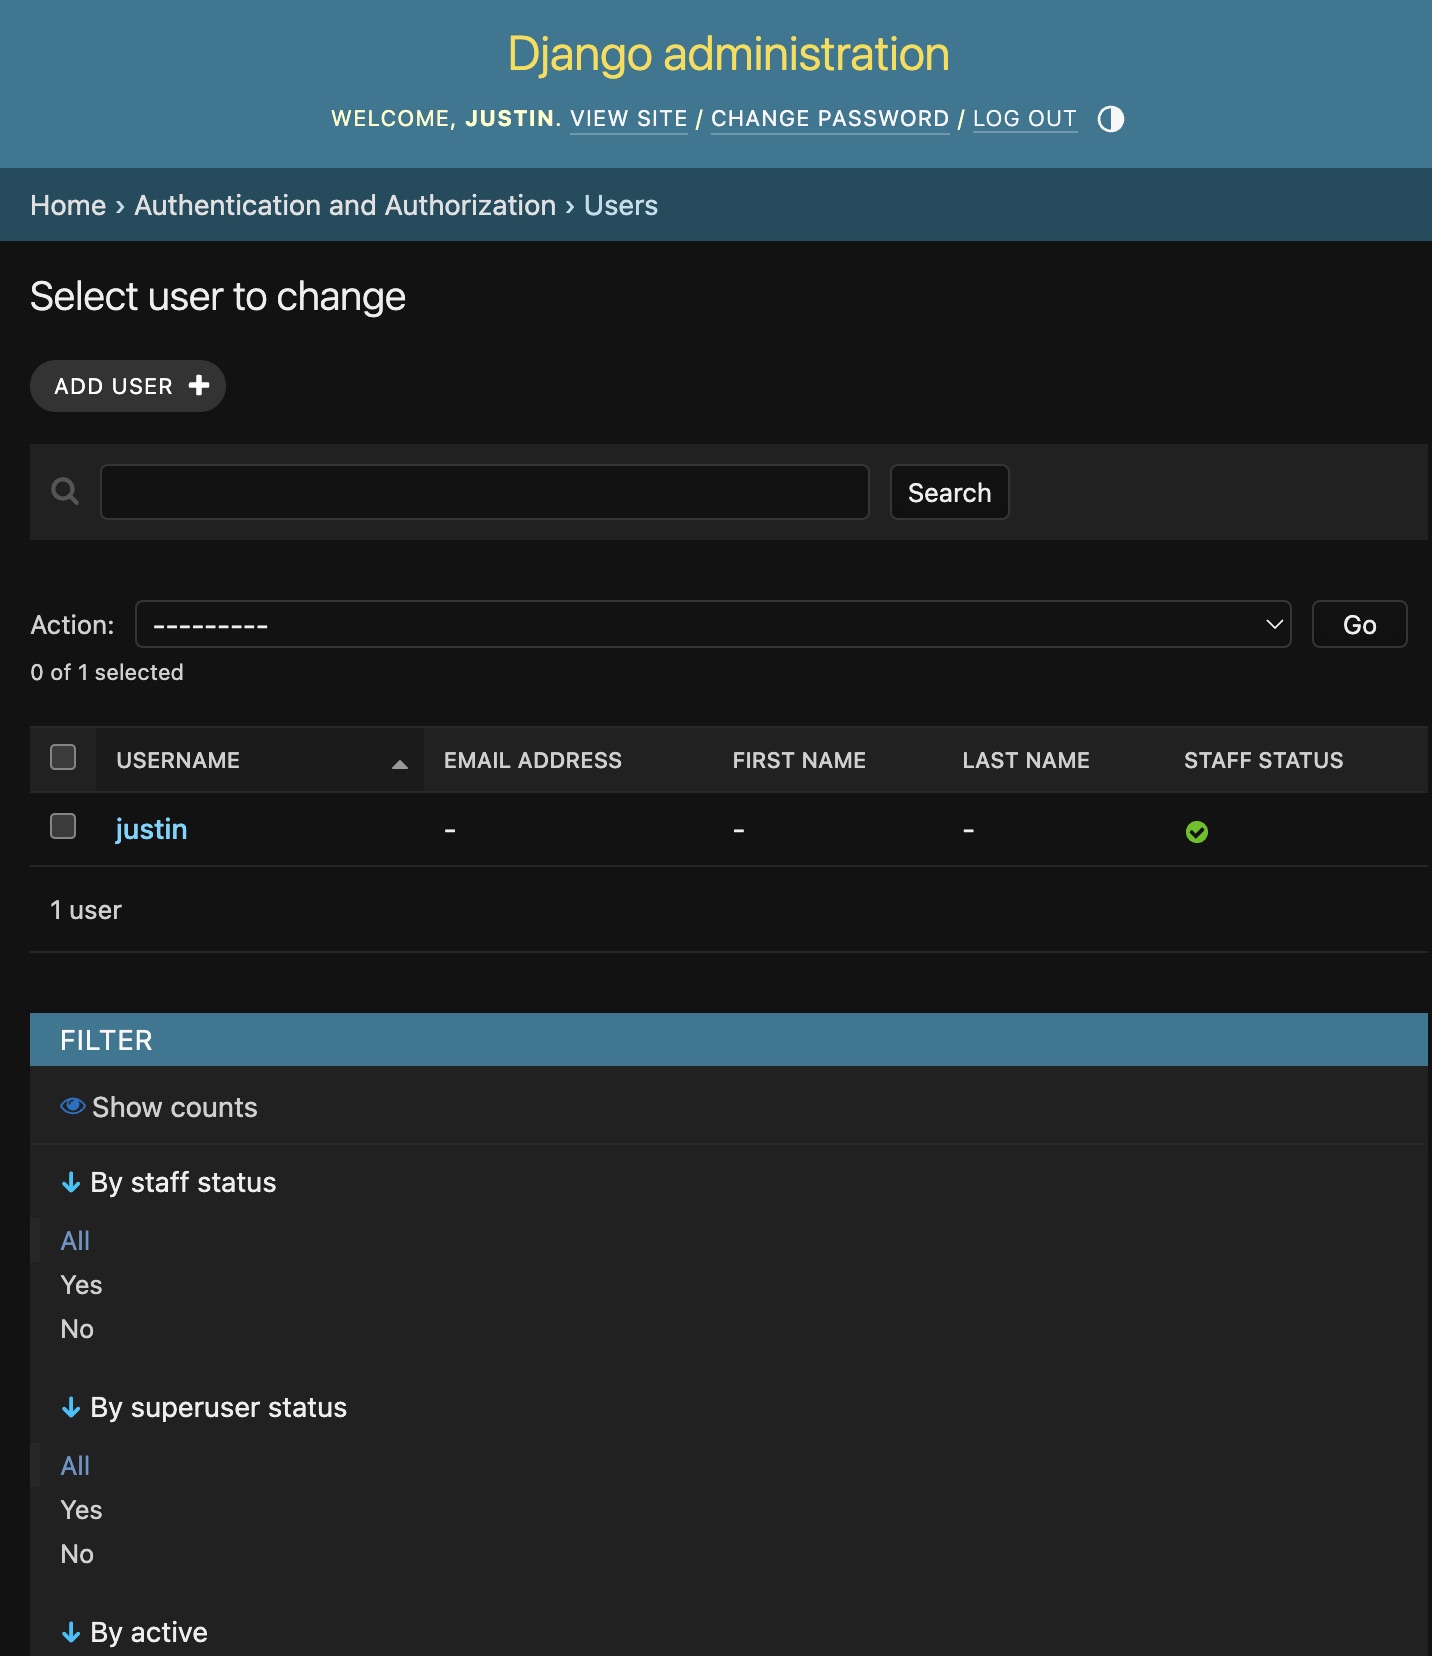 Django administration
WELCOME, JUSTIN. VIEW SITE / CHANGE PASSWORD / LOG OUT
Home › Authentication and Authorization › Users
Select user to change
ADD USER
Search
Action: --------- Go
0 of 1 selected
USERNAME EMAIL ADDRESS FIRST NAME LAST NAME STAFF STATUS
justin - - -
1 user
FILTER
Show counts
By staff status
All
Yes
No
By superuser status
All
Yes
No
By active